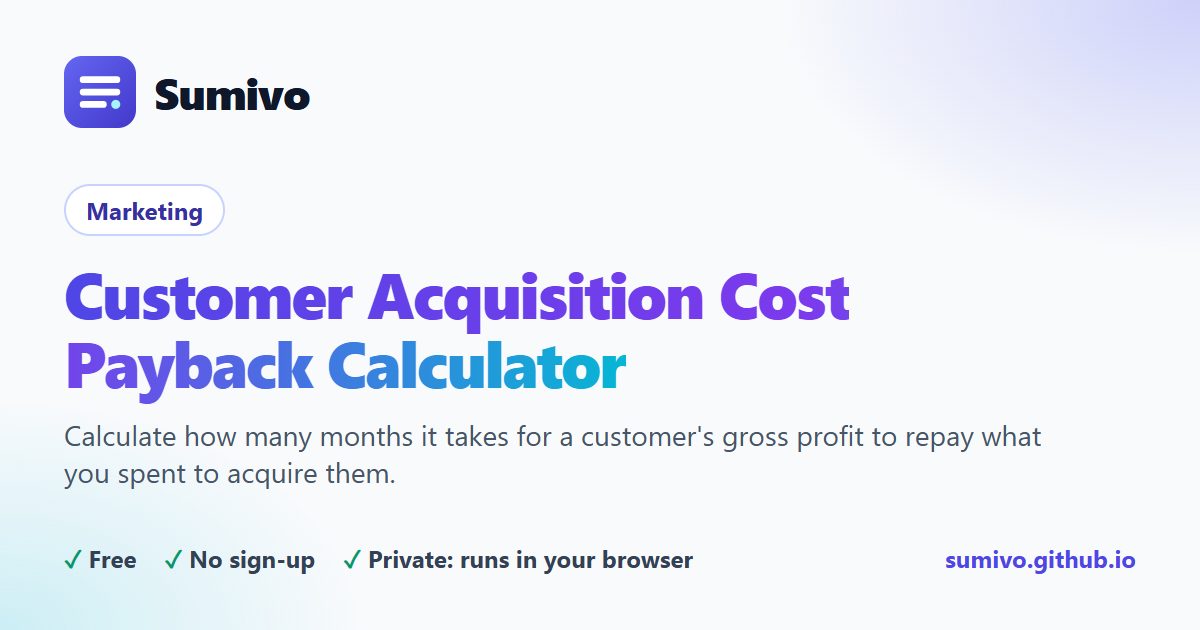 Sumivo
Marketing
Customer Acquisition Cost
Payback Calculator
Calculate how many months it takes for a customer's gross profit to repay what
you spent to acquire them.
✓ Free ✓ No sign-up ✓ Private: runs in your browser sumivo.github.io